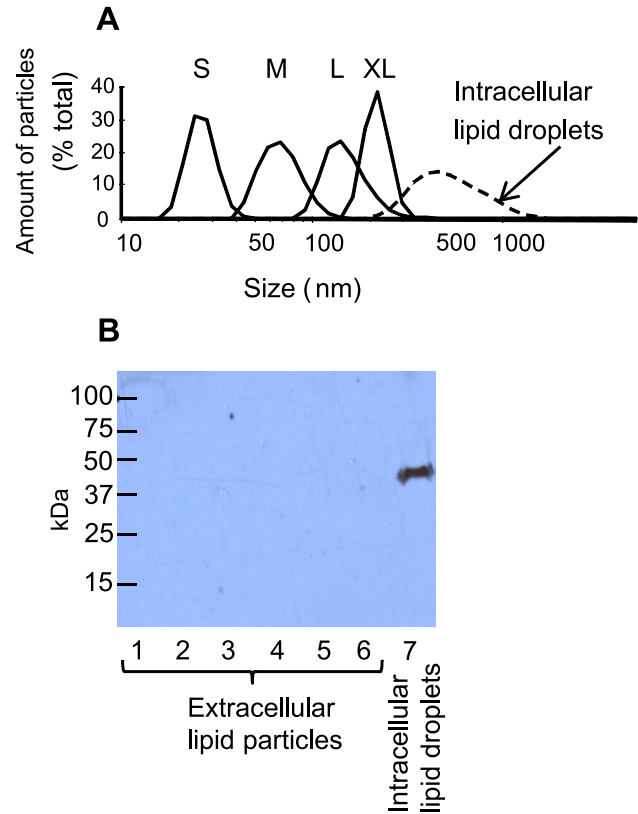 A
S M L XL
Amount of particles
(% total)
40
30
20
10
0
Intracellular
lipid droplets
10 50 100 500 1000
Size ( nm)
B
100
75
50
37
25
15
kDa
1 2 3 4 5 6 7
Extracellular
lipid particles
Intracellular
lipid droplets